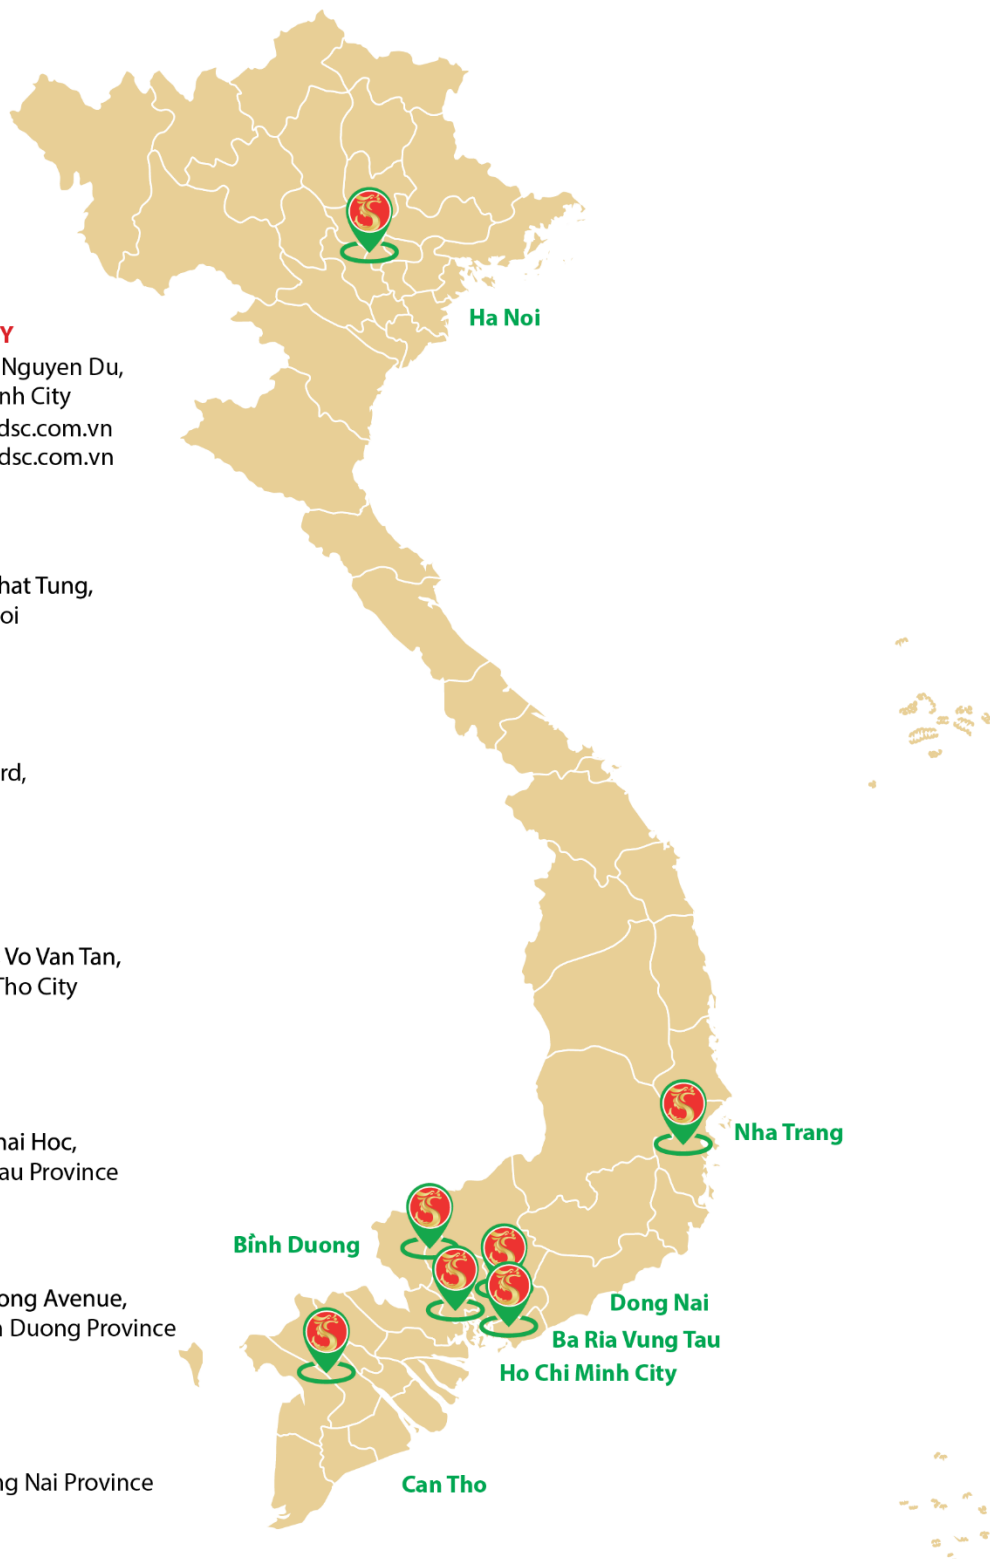 Y
Nguyen Du,
nh City
dsc.com.vn
dsc.com.vn
hat Tung,
oi
rd,
Vo Van Tan,
Tho City
hai Hoc,
au Province
ong Avenue,
n Duong Province
ng Nai Province
Ha Noi
Nha Trang
Bình Duong
Dong Nai
Ba Ria Vung Tau
Ho Chi Minh City
Can Tho